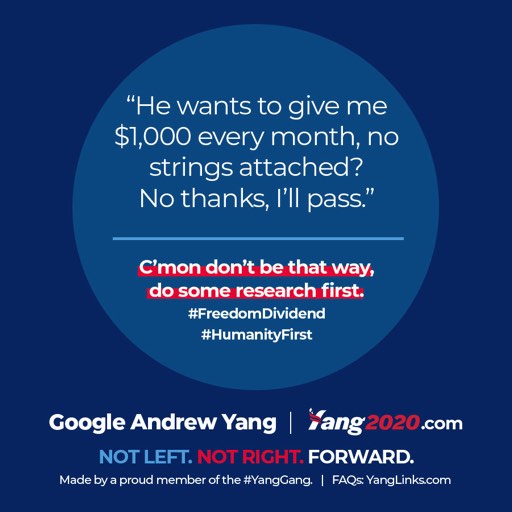 “He wants to give me
$1,000 every month, no
strings attached?
No thanks, I’ll pass.”
C’mon don’t be that way,
do some research first.
#FreedomDividend
#HumanityFirst
Google Andrew Yang | Yang2020.com
NOT LEFT. NOT RIGHT. FORWARD.
Made by a proud member of the #YangGang. | FAQs: YangLinks.com